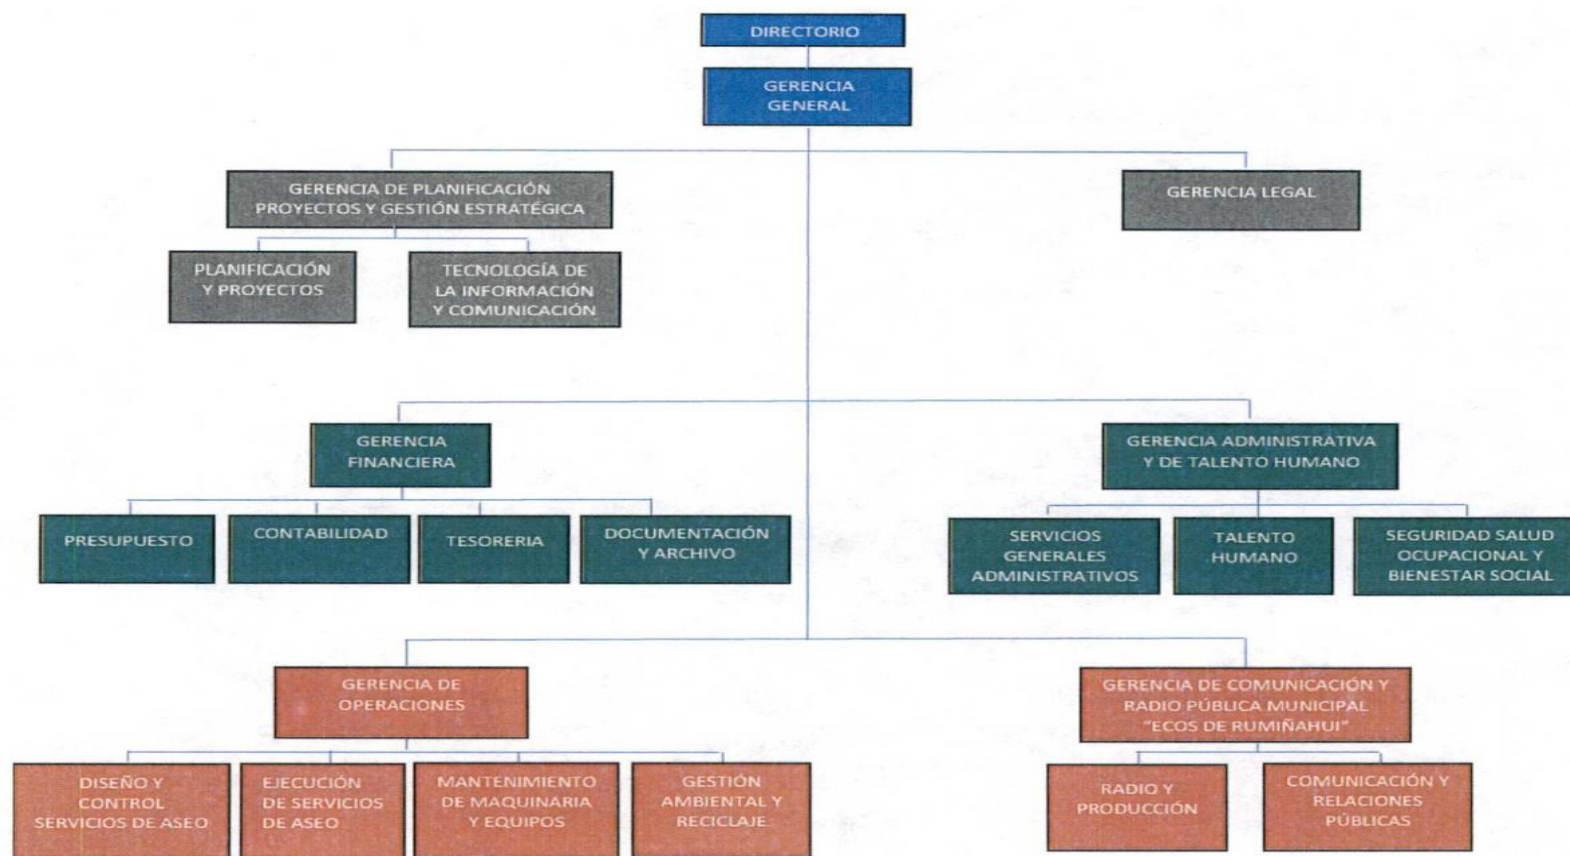 DIRECTORIO
GERENCIA
GENERAL
GERENCIA DE PLANIFICACIÓN
PROYECTOS Y GESTIÓN ESTRATÉGICA
GERENCIA LEGAL
PLANIFICACIÓN
Y PROYECTOS
TECNOLOGÍA DE
LA INFORMACIÓN
Y COMUNICACIÓN
GERENCIA
FINANCIERA
GERENCIA ADMINISTRATIVA
Y DE TALENTO HUMANO
PRESUPUESTO
CONTABILIDAD
TESORERIA
DOCUMENTACIÓN
Y ARCHIVO
SERVICIOS
GENERALES
ADMINISTRATIVOS
TALENTO
HUMANO
SEGURIDAD SALUD
OCUPACIONAL Y
BIENESTAR SOCIAL
GERENCIA DE
OPERACIONES
GERENCIA DE COMUNICACIÓN Y
RADIO PÚBLICA MUNICIPAL
"ECOS DE RUMIÑAHUI"
DISEÑO Y
CONTROL
SERVICIOS DE ASEO
EJECUCIÓN
DE SERVICIOS
DE ASEO
MANTENIMIENTO
DE MAQUINARIA
Y EQUIPOS
GESTIÓN
AMBIENTAL Y
RECICLAJE
RADIO Y
PRODUCCIÓN
COMUNICACIÓN Y
RELACIONES
PÚBLICAS